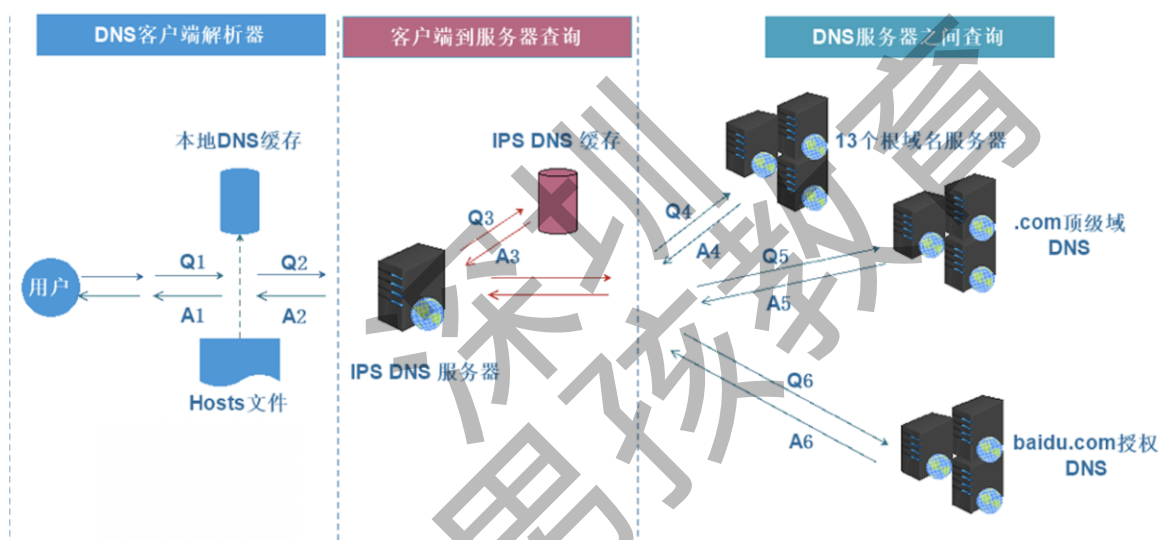 DNS客户端解析器
客户端到服务器查询
DNS服务器之间查询
本地DNS缓存
IPS DNS 缓存
13个根域名服务器
Q3
Q4
.com顶级域
DNS
A3
A4
Q5
用户
Q1
Q2
A1
A2
A5
IPS DNS 服务器
Q6
Hosts文件
A6
baidu.com授权
DNS
深圳
男孩教育